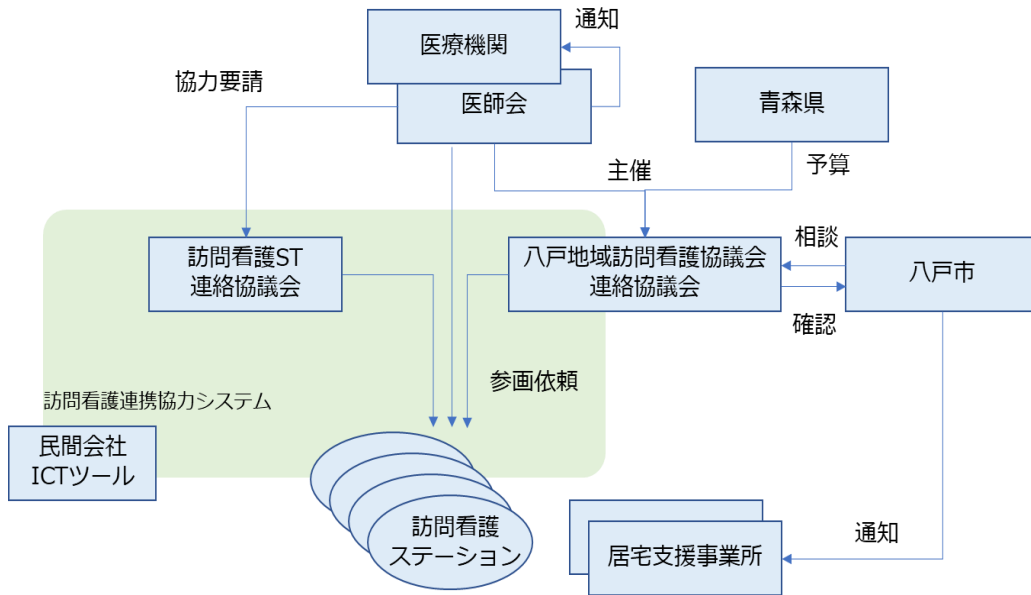 通知
医療機関
協力要請
医師会
青森県
主催
予算
訪問看護ST
連絡協議会
八戸地域訪問看護協議会
連絡協議会
相談
八戸市
確認
参画依頼
訪問看護連携協力システム
民間会社
ICTツール
訪問看護
ステーション
通知
居宅支援事業所